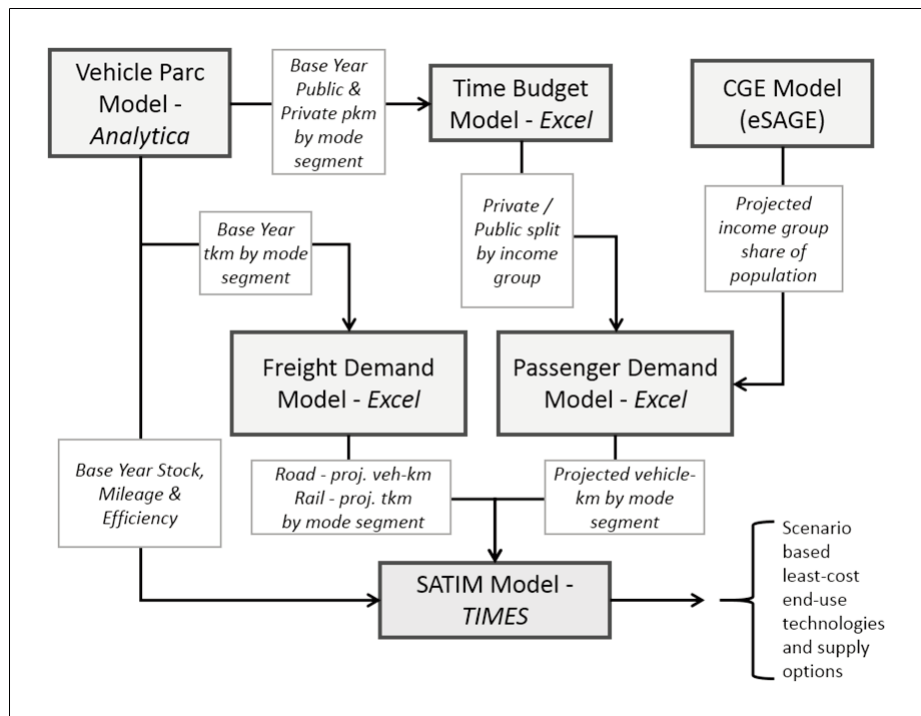 Vehicle Parc
Model -
Analytica
Base Year
Public &
Private pkm
by mode
segment
Time Budget
Model - Excel
CGE Model
(eSAGE)
Base Year
tkm by mode
segment
Private /
Public split
by income
group
Projected
income group
share of
population
Freight Demand
Model - Excel
Passenger Demand
Model - Excel
Base Year Stock,
Mileage &
Efficiency
Road - proj. veh-km
Rail - proj. tkm
by mode segment
Projected vehicle-
km by mode
segment
SATIM Model -
TIMES
Scenario
based
least-cost
end-use
technologies
and supply
options